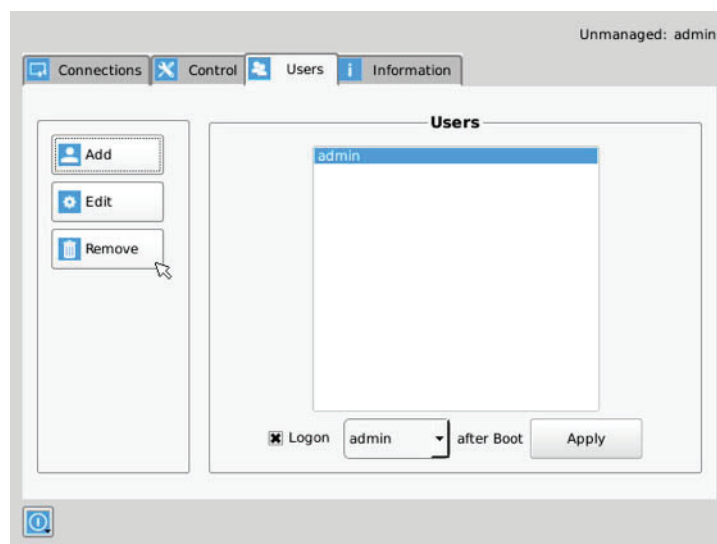 Unmanaged: admin
Connections Control Users i Information
Users
Add
admin
Edit
Remove
Logon admin after Boot Apply